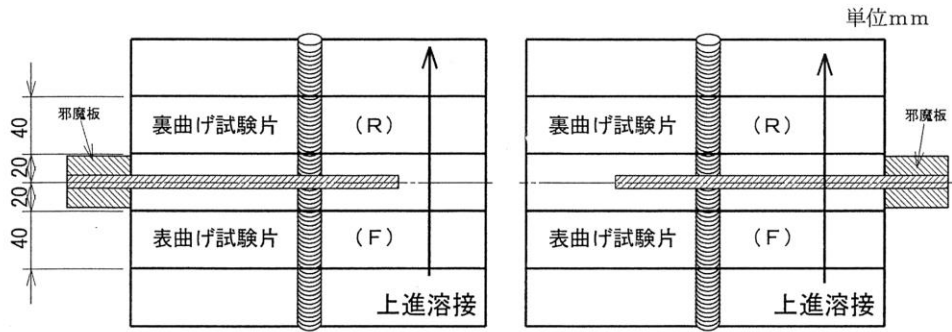 単位mm
邪魔板
40
20
20
40
裏曲げ試験片
(R)
表曲げ試験片
(F)
上進溶接
裏曲げ試験片
(R)
表曲げ試験片
(F)
上進溶接
邪魔板